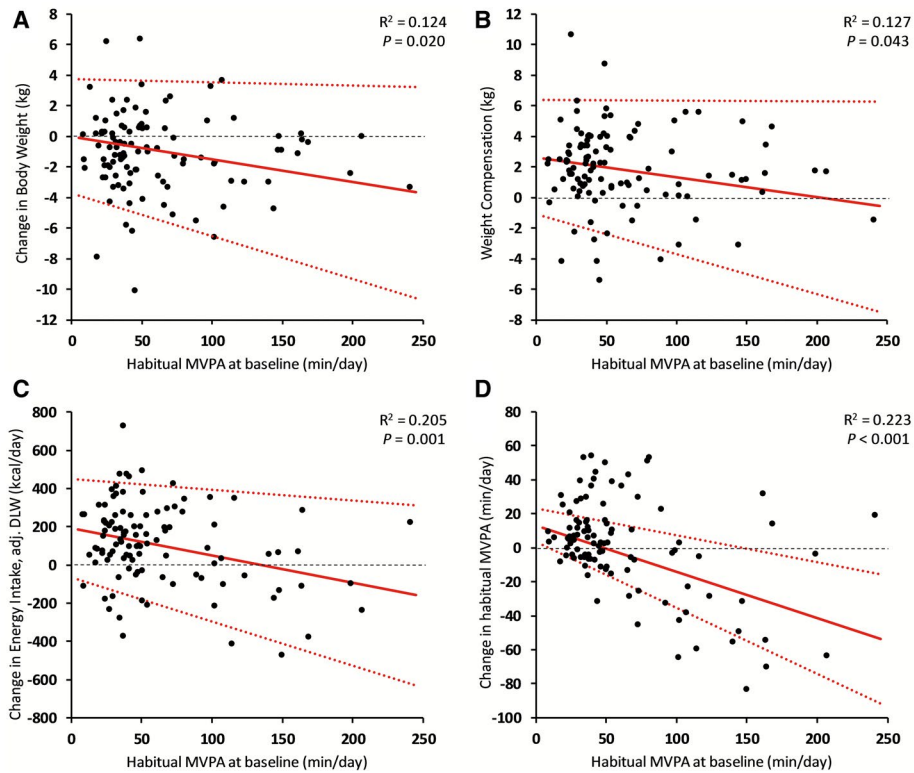 A
R² = 0.124
P = 0.020
Change in Body Weight (kg)
8
6
4
2
0
-2
-4
-6
-8
-10
-12
0 50 100 150 200 250
Habitual MVPA at baseline (min/day)
B
R² = 0.127
P = 0.043
Weight Compensation (kg)
12
10
8
6
4
2
0
-2
-4
-6
-8
0 50 100 150 200 250
Habitual MVPA at baseline (min/day)
C
R² = 0.205
P = 0.001
Change in Energy Intake, adj. DLW (kcal/day)
800
600
400
200
0
-200
-400
-600
-800
0 50 100 150 200 250
Habitual MVPA at baseline (min/day)
D
R² = 0.223
P < 0.001
Change in habitual MVPA (min/day)
80
60
40
20
0
-20
-40
-60
-80
-100
0 50 100 150 200 250
Habitual MVPA at baseline (min/day)